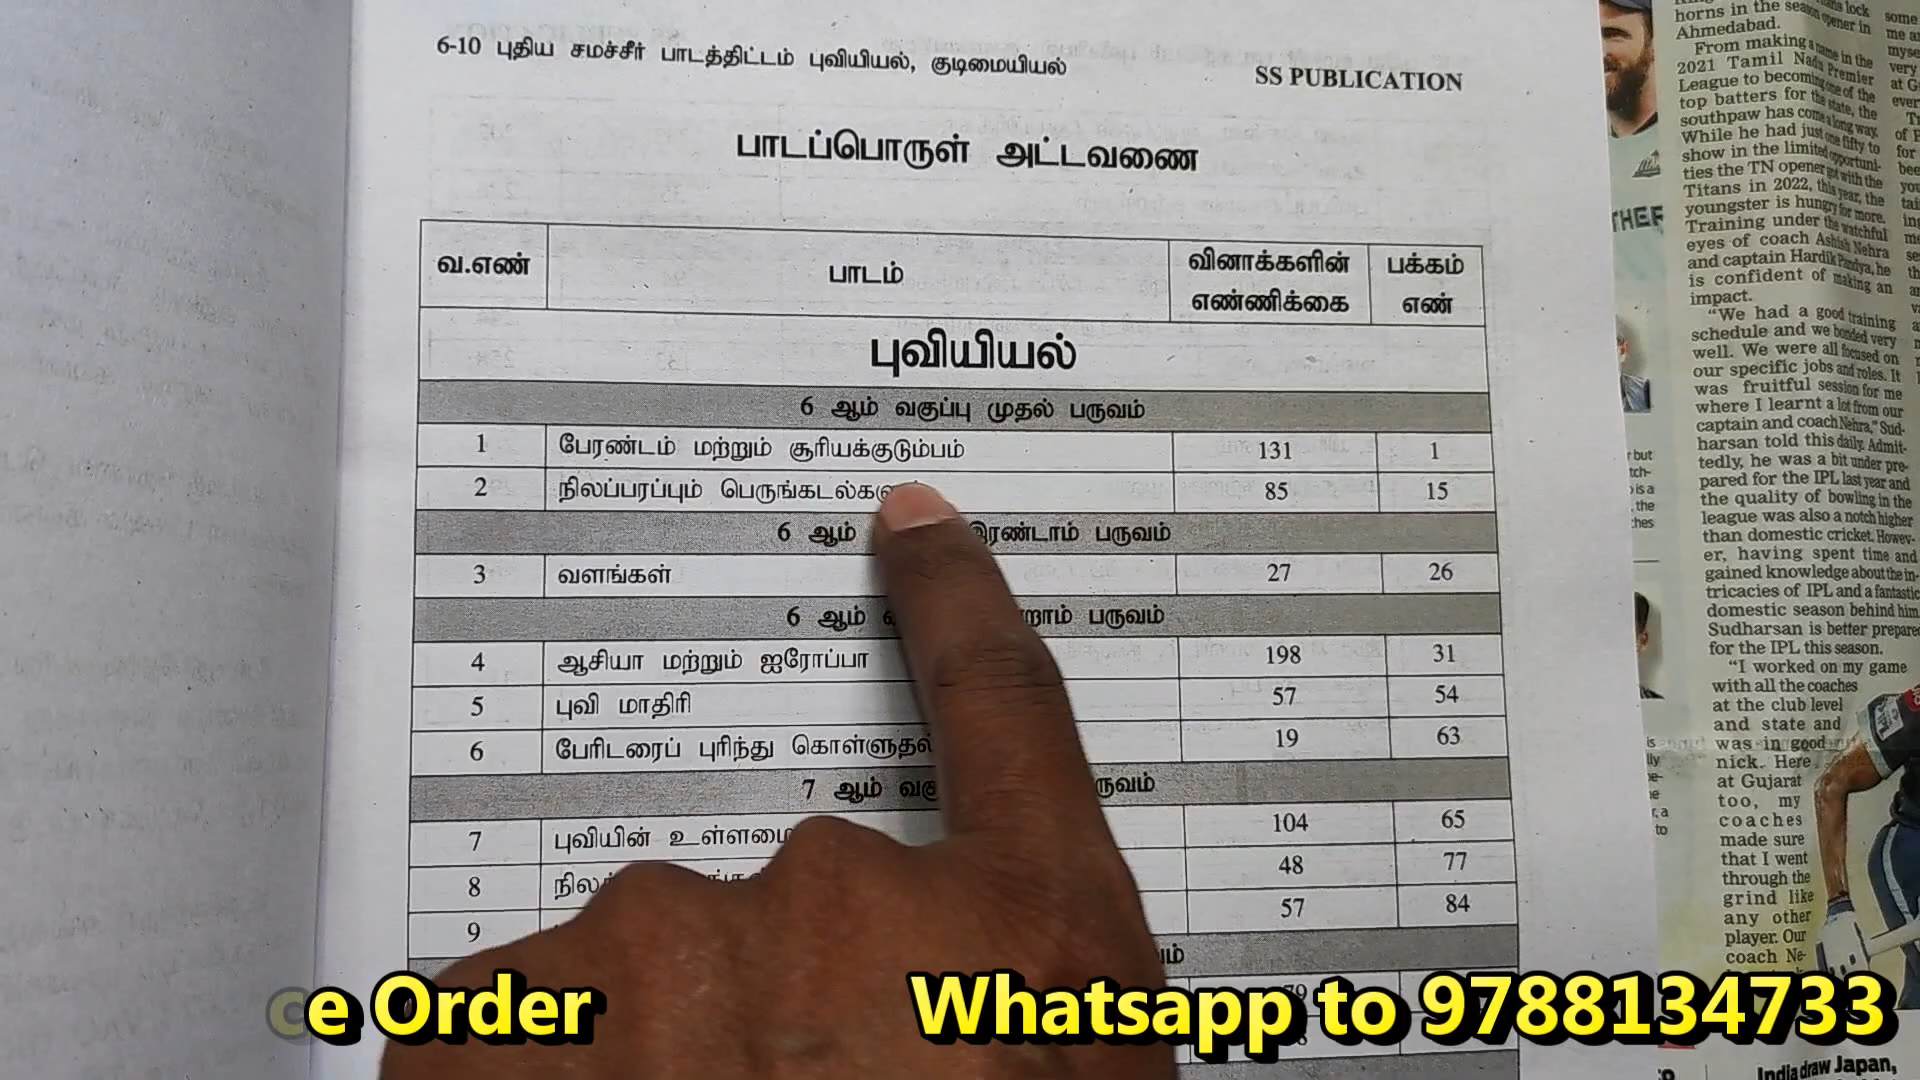 6-10 புதிய சமச்சீர் பாடத்திட்டம் புவியியல், குடிமையியல்
SS PUBLICATION
பாடப்பொருள் அட்டவணை
வ.எண் பாடம் வினாக்களின் எண்ணிக்கை பக்கம் எண்
புவியியல்
6 ஆம் வகுப்பு முதல் பருவம்
1 பேரண்டம் மற்றும் சூரியக்குடும்பம் 131 1
2 நிலப்பரப்பும் 85 15
6 ஆம் இரண்டாம் பருவம்
3 வளங்கள் 27 26
6 ஆம் பருவம்
4 ஆசியா மற்றும் ஐரோப்பா 198 31
5 புவி மாதிரி 57 54
6 பேரிடரைப் புரிந்து கொள்ளுதல் 19 63
7 ஆம்
7 புவியின் 104 65
8 48 77
9 57 84
ce Order
Whatsapp to 9788134733
horns in the season opener in
Ahmedabad.
From making a name in the
2021 Tamil Nadu Premier
League to becoming one of the
top batters for the state, the
southpaw has come a long way.
While he had just one fifty to
show in the limited opportuni-
ties the TN opener got with the
Titans in 2022, this year, the
youngster is hungry for more.
Training under the watchful
eyes of coach Ashish Nehra
and captain Hardik Pandya, he
is confident of making an
impact.
"We had a good training
schedule and we bonded very
well. We were all focused on
our specific jobs and roles. It
was fruitful session for me
where I learnt a lot from our
captain and coach Nehra," Sud-
harsan told this daily. Admit-
tedly, he was a bit under pre-
pared for the IPL last year and
the quality of bowling in the
league was also a notch higher
than domestic cricket. Howev-
er, having spent time and
gained knowledge about the in-
tricacies of IPL and a fantastic
domestic season behind him
Sudharsan is better prepared
for the IPL this season.
"I worked on my game
with all the coaches
at the club level
and state and
was in good
nick. Here
at Gujarat
too, my
coaches
made sure
that I went
through the
grind like
any other
player. Our
coach Ne-
India draw Japan,